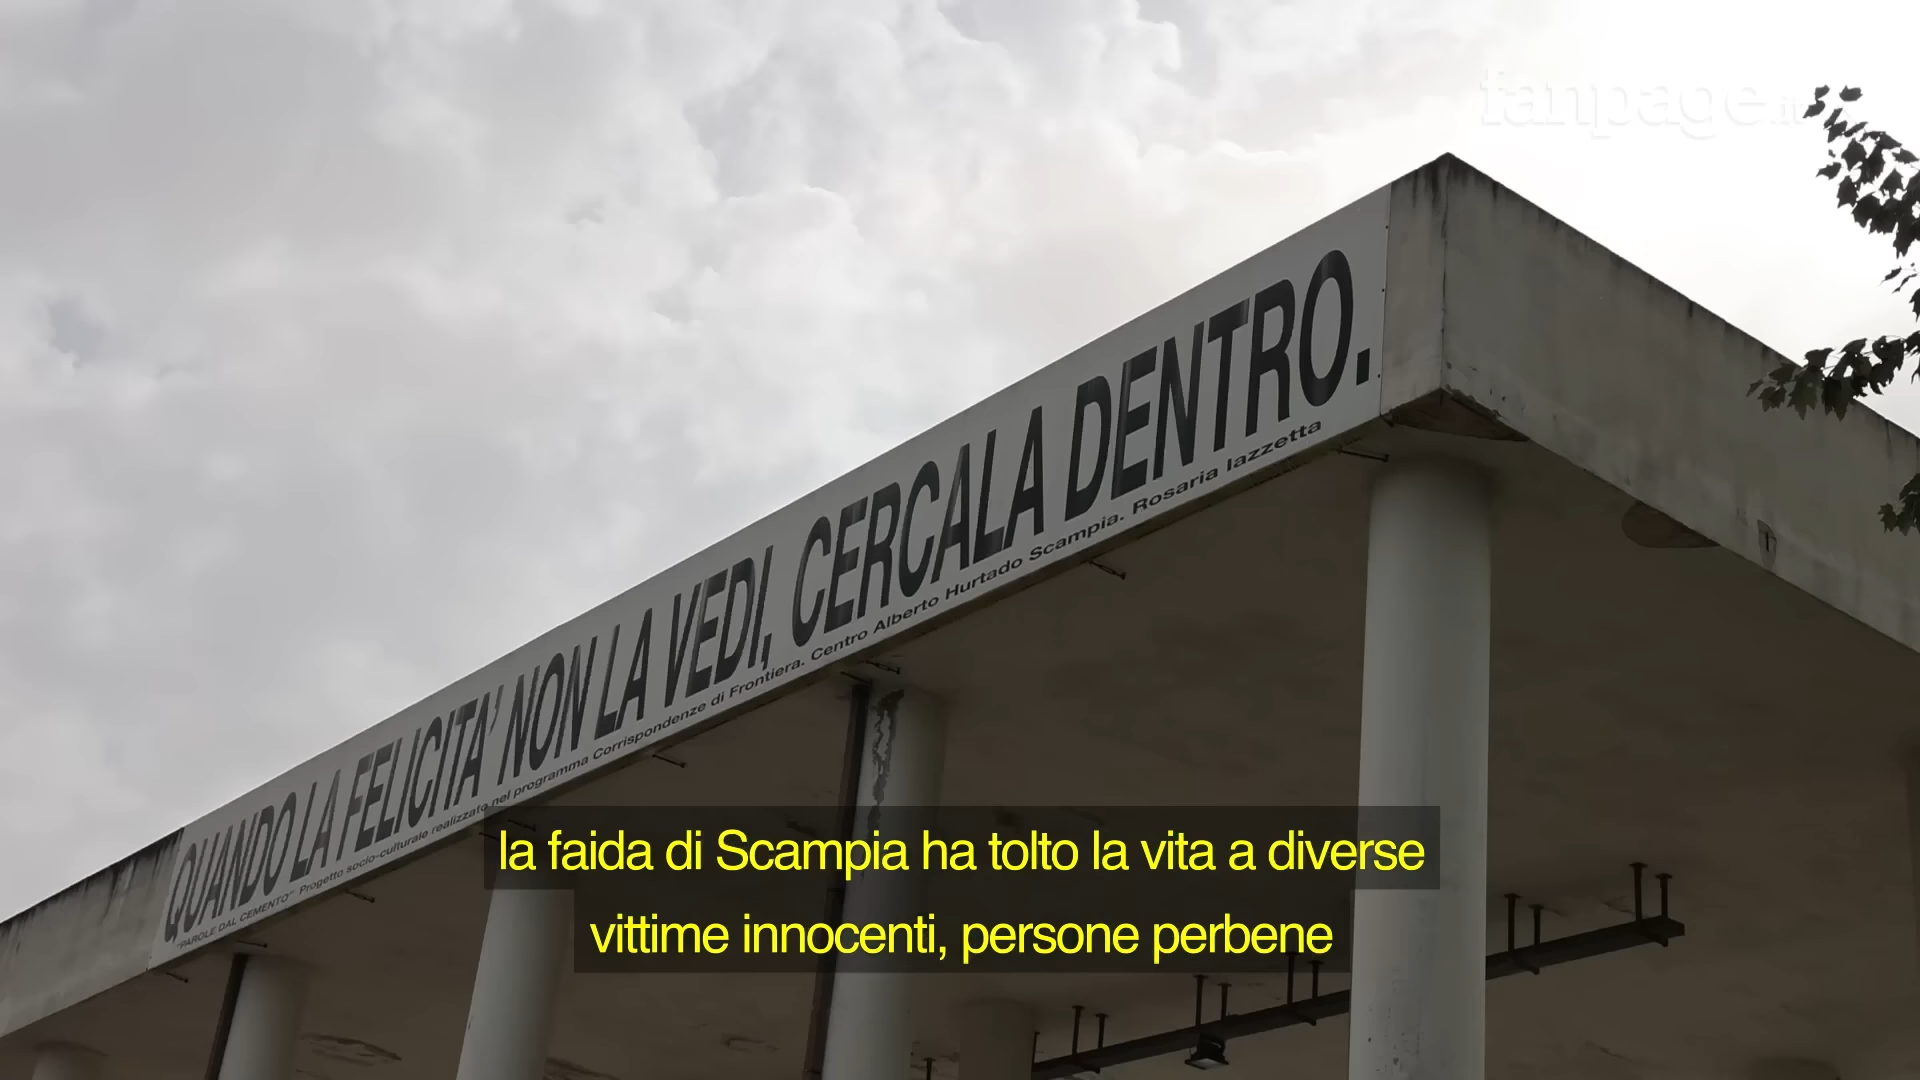 fanpage.it
QUANDO LA FELICITA' NON LA VEDI, CERCALA DENTRO.
"PAROLE DAL CEMENTO" Progetto socio-culturale realizzato nel programma Corrispondenze di Frontiera. Centro Alberto Hurtado Scampia. Rosaria Iazzetta
la faida di Scampia ha tolto la vita a diverse
vittime innocenti, persone perbene